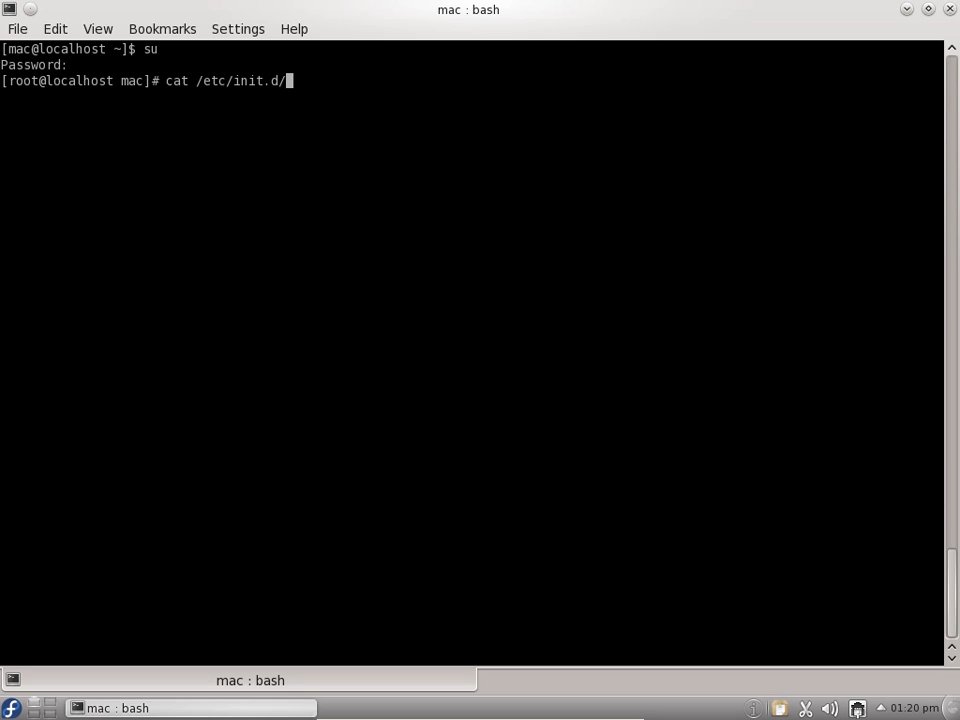 mac : bash
File Edit View Bookmarks Settings Help
[mac@localhost ~]$ su
Password:
[root@localhost mac]# cat /etc/init.d/
mac : bash
mac : bash
01:20 pm